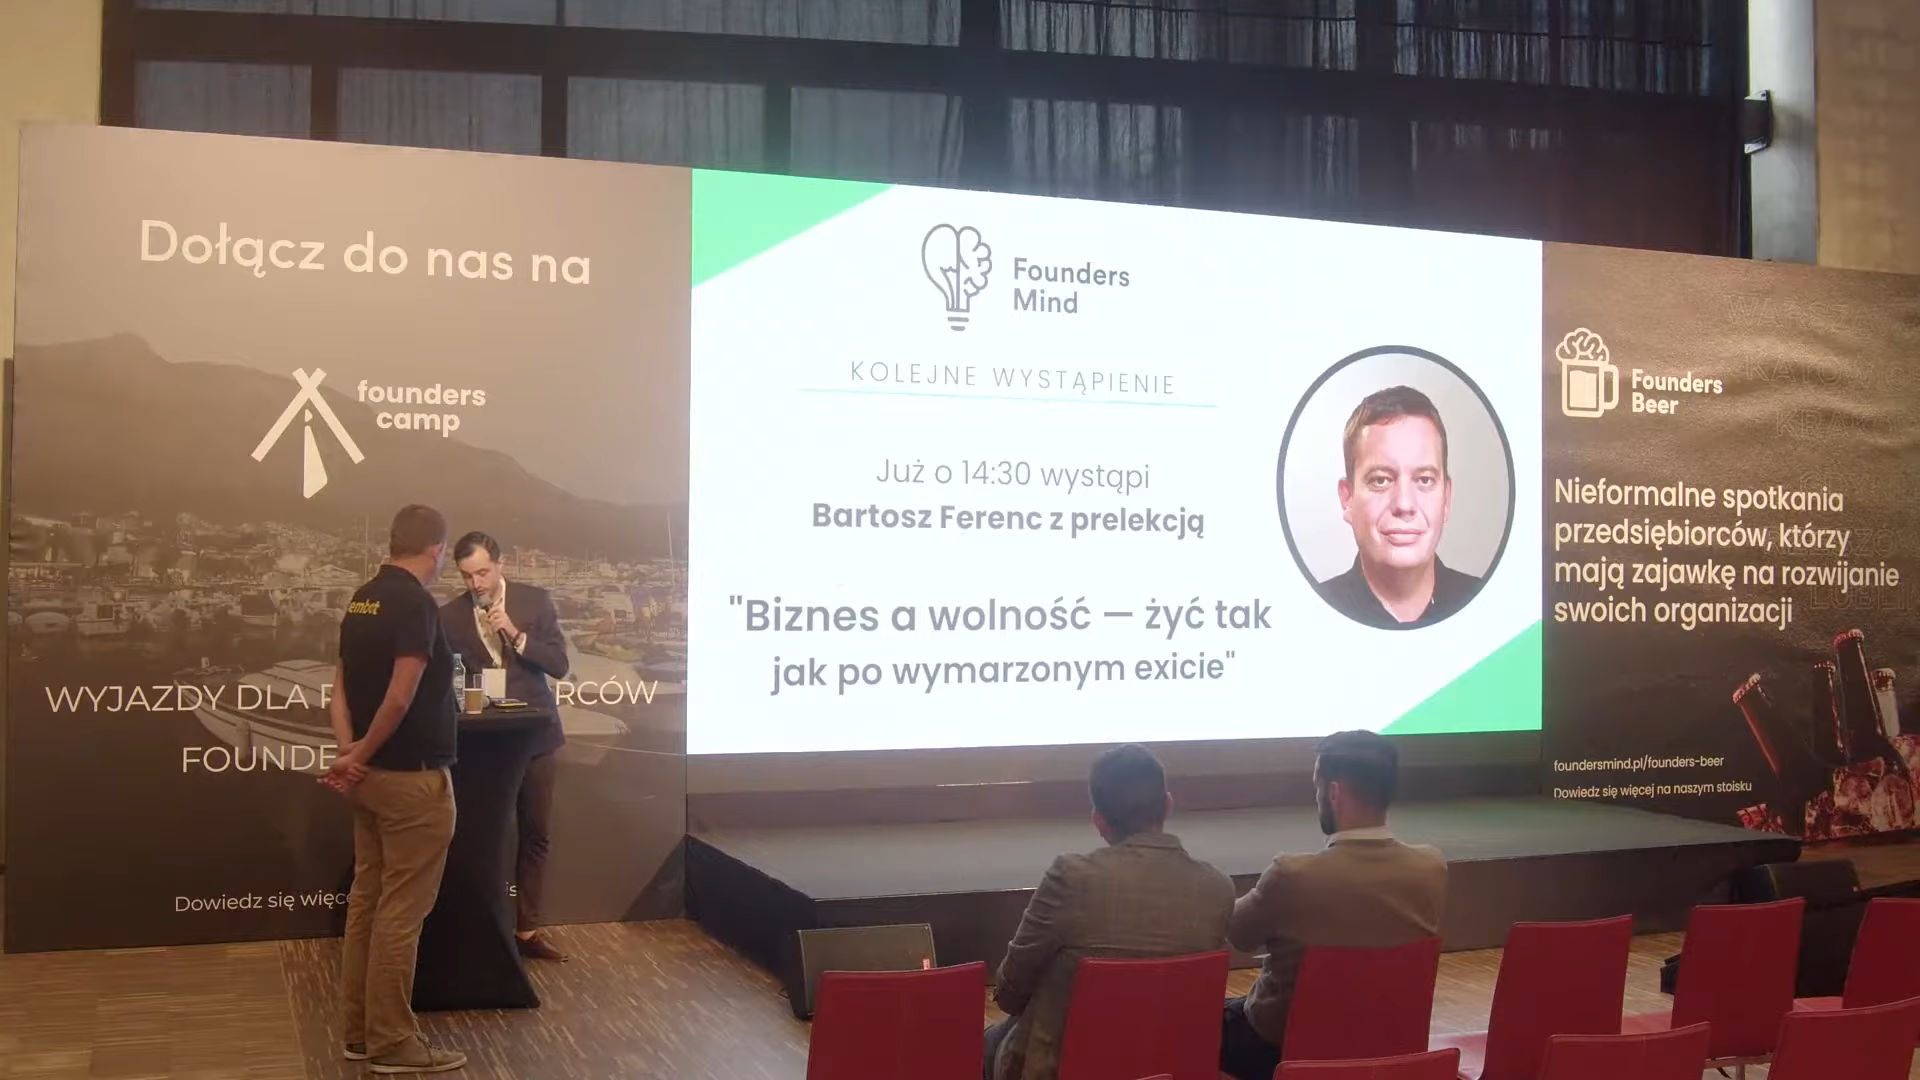 Dołącz do nas na
founders
camp
WYJAZDY DLA
RCÓW
FOUNDE
Dowiedz się więc
embot
Founders
Mind
KOLEJNE WYSTĄPIENIE
Już o 14:30 wystąpi
Bartosz Ferenc z prelekcją
"Biznes a wolność — żyć tak
jak po wymarzonym exicie"
Founders
Beer
Nieformalne spotkania
przedsiębiorców, którzy
mają zajawkę na rozwijanie
swoich organizacji
foundersmind.pl/founders-beer
Dowiedz się więcej na naszym stoisku